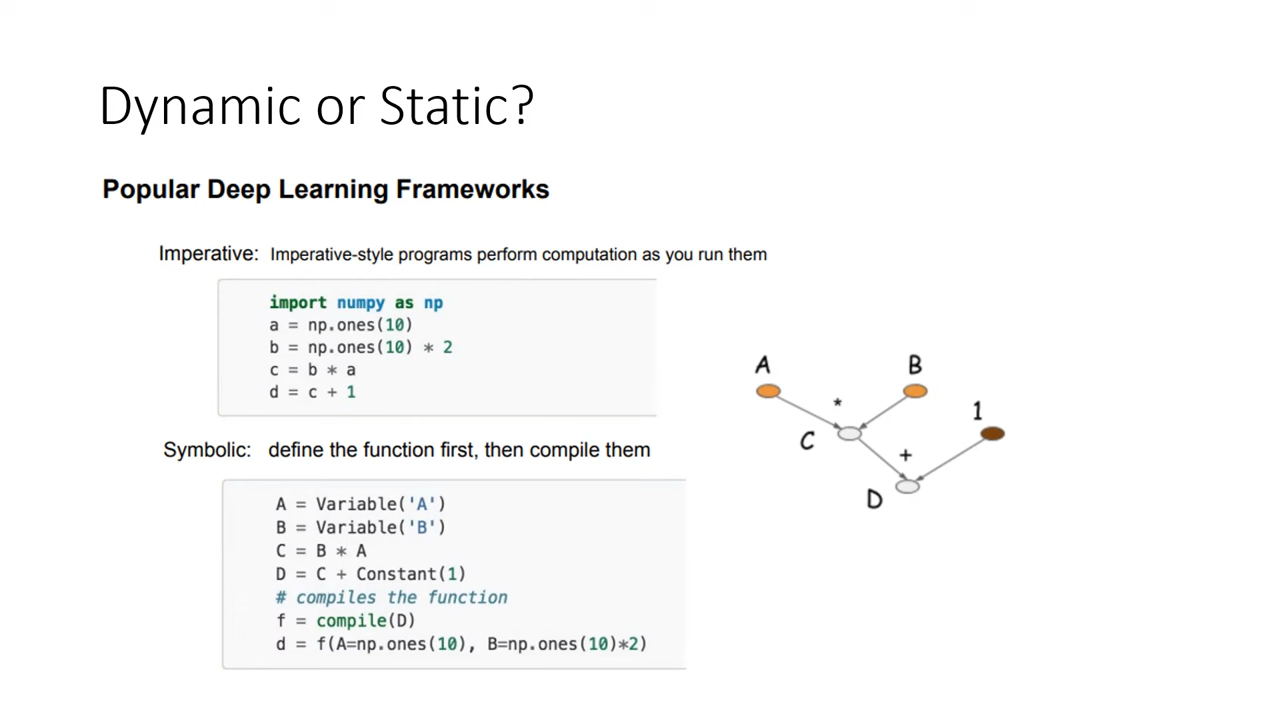 Dynamic or Static?
Popular Deep Learning Frameworks
Imperative: Imperative-style programs perform computation as you run them
import numpy as np
a = np.ones(10)
b = np.ones(10) * 2
c = b * a
d = c + 1
Symbolic: define the function first, then compile them
A = Variable('A')
B = Variable('B')
C = B * A
D = C + Constant(1)
# compiles the function
f = compile(D)
d = f(A=np.ones(10), B=np.ones(10)*2)
A
B
*
1
C
+
D